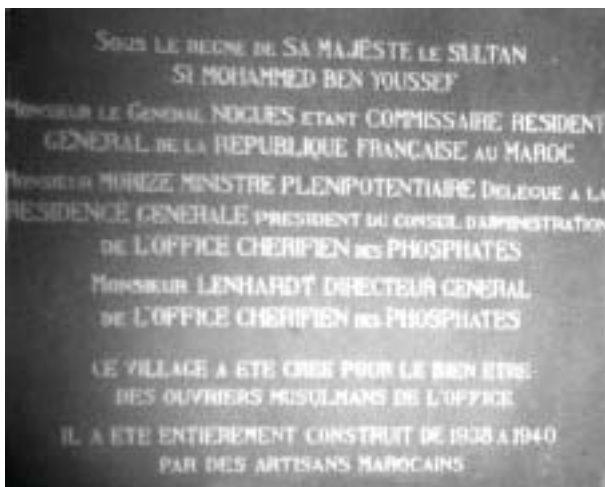 SOUS LE REGNE DE SA MAJESTE LE SULTAN
SI MOHAMMED BEN YOUSSEF
MONSIEUR LE GENERAL NOGUES ETANT COMMISSAIRE RESIDENT
GENERAL DE LA REPUBLIQUE FRANÇAISE AU MAROC
MONSIEUR MORIZE MINISTRE PLENIPOTENTIAIRE DELEGUE A LA
RESIDENCE GENERALE PRESIDENT DU CONSEIL D'ADMINISTRATION
DE L'OFFICE CHERIFIEN DES PHOSPHATES
MONSIEUR LENHARDT DIRECTEUR GENERAL
DE L'OFFICE CHERIFIEN DES PHOSPHATES
CE VILLAGE A ETE CREE POUR LE BIEN ETRE
DES OUVRIERS MUSULMANS DE L'OFFICE
IL A ETE ENTIEREMENT CONSTRUIT DE 1938 A 1940
PAR DES ARTISANS MAROCAINS